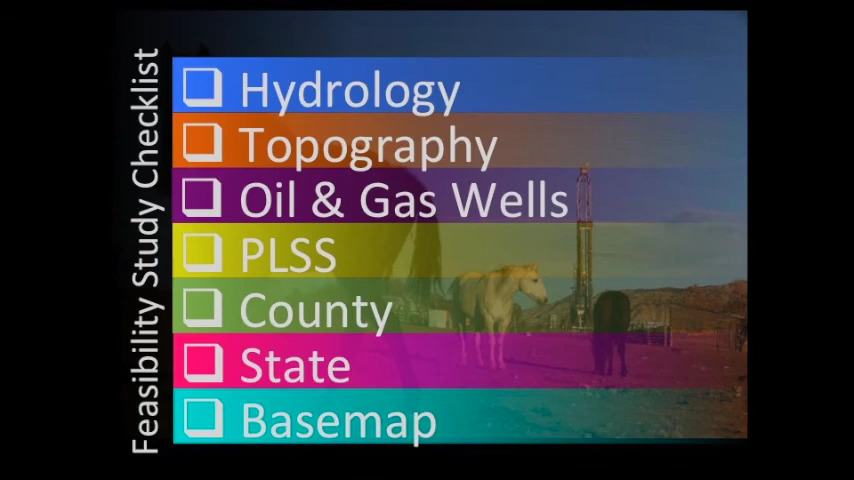 Feasibility Study Checklist
Hydrology
Topography
Oil & Gas Wells
PLSS
County
State
Basemap